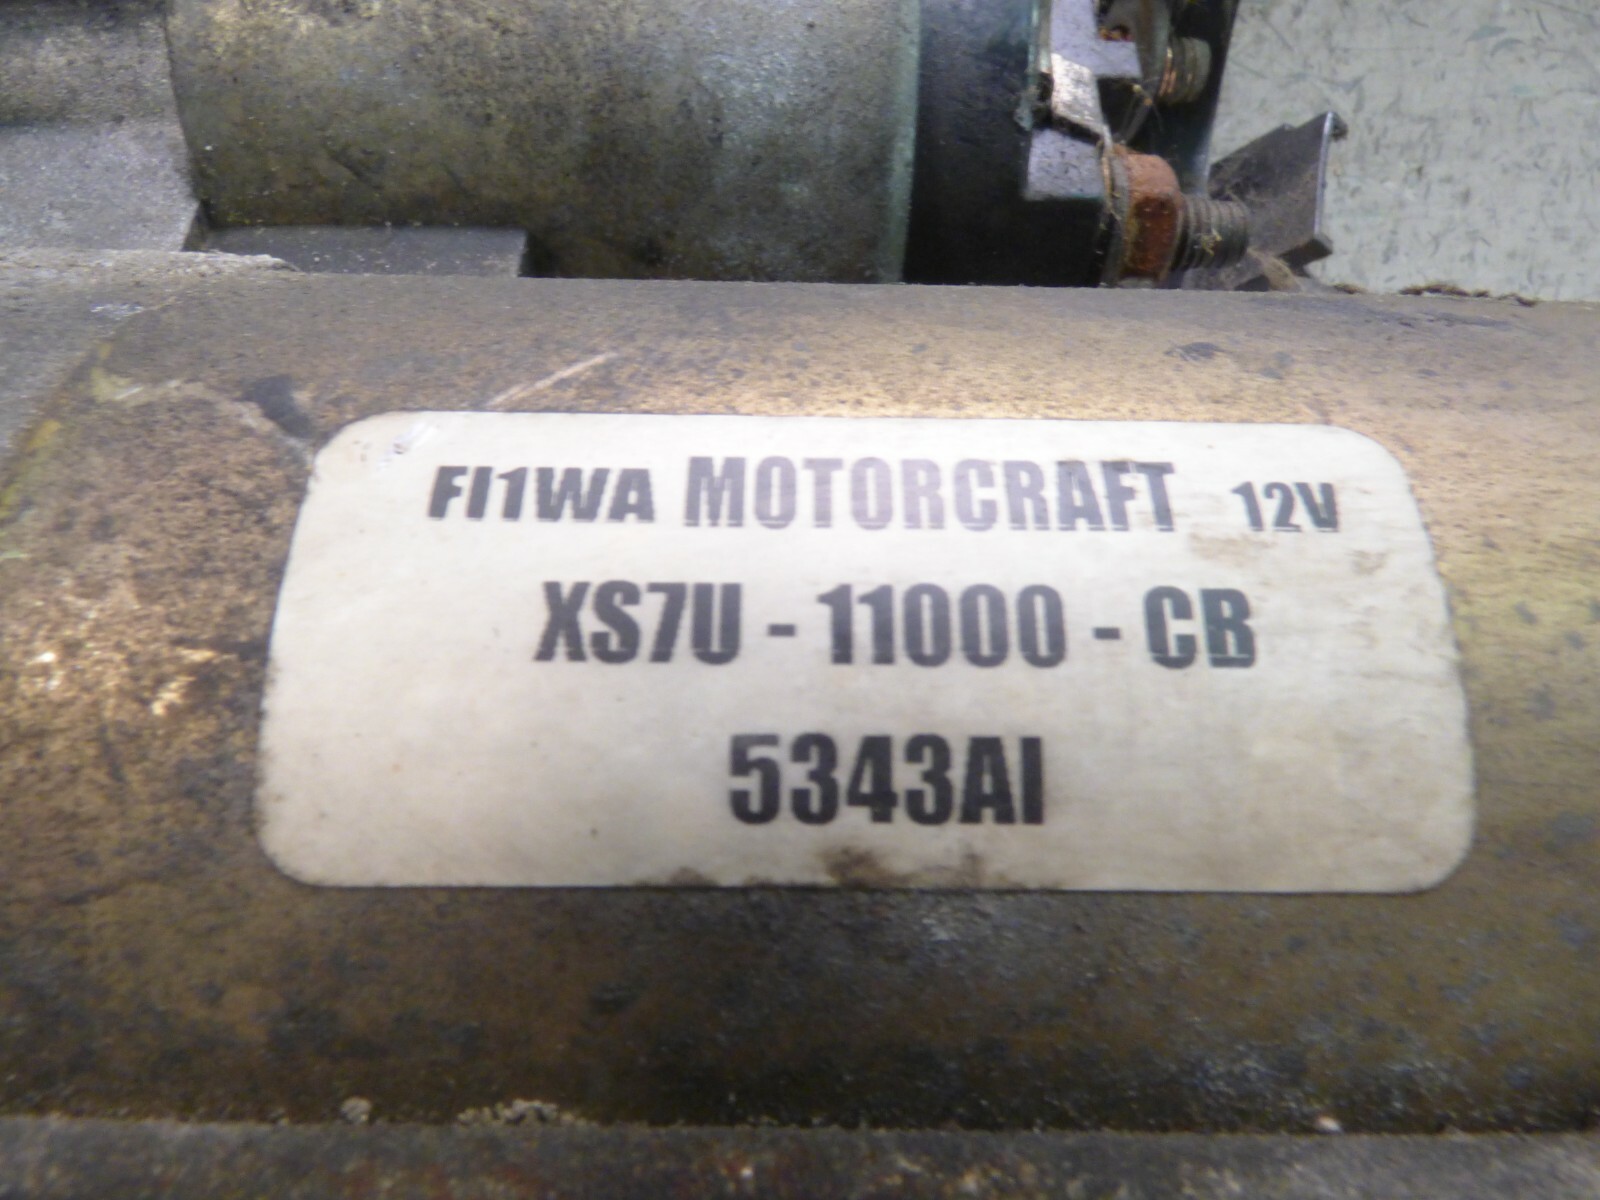 FI1WA MOTORCRAFT 12V
XS7U - 11000 - CB
5343AI